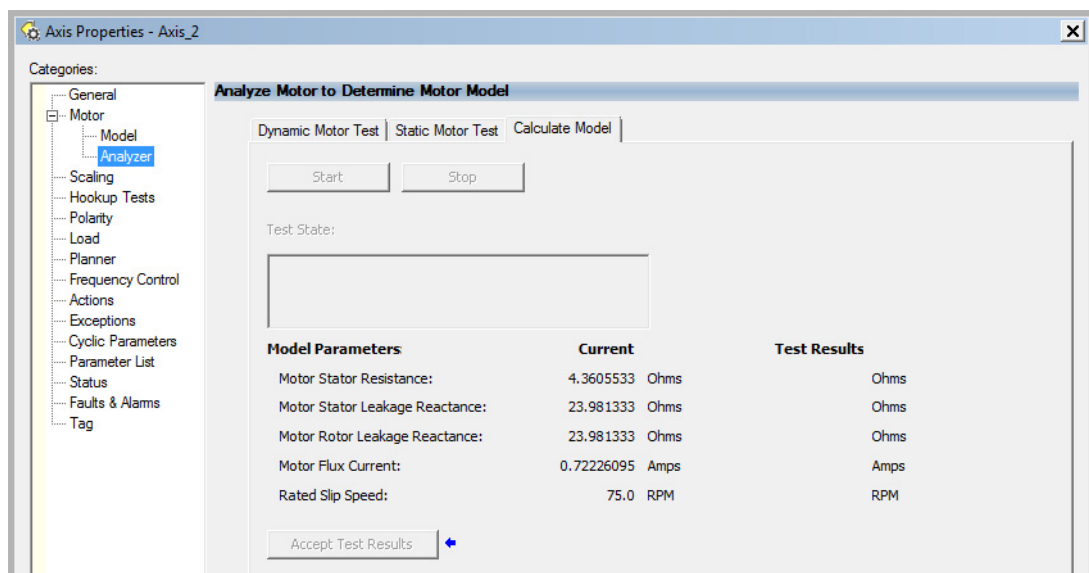 Axis Properties - Axis_2
Categories:
General
Motor
Model
Analyzer
Scaling
Hookup Tests
Polarity
Load
Planner
Frequency Control
Actions
Exceptions
Cyclic Parameters
Parameter List
Status
Faults & Alarms
Tag
Analyze Motor to Determine Motor Model
Dynamic Motor Test Static Motor Test Calculate Model
Start Stop
Test State:
Model Parameters Current Test Results
Motor Stator Resistance: 4.3605533 Ohms Ohms
Motor Stator Leakage Reactance: 23.981333 Ohms Ohms
Motor Rotor Leakage Reactance: 23.981333 Ohms Ohms
Motor Flux Current: 0.72226095 Amps Amps
Rated Slip Speed: 75.0 RPM RPM
Accept Test Results